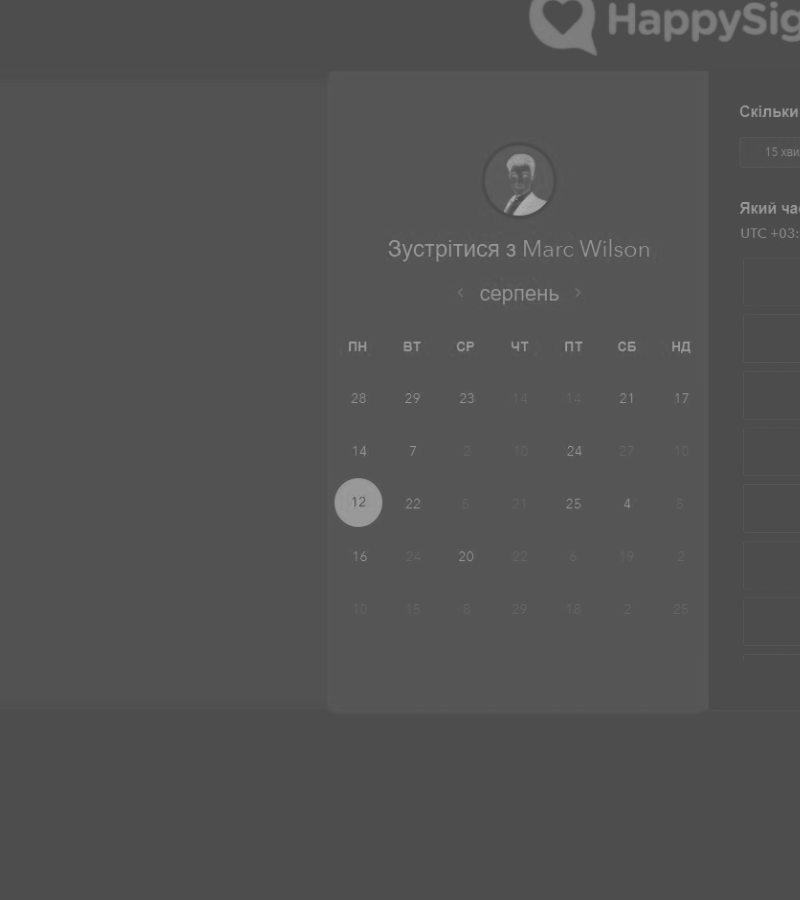 HappySig
Скільки
15 хви
Зустрітися з Marc Wilson
Який ча
UTC +03:
серпень
ПН ВТ СР ЧТ ПТ СБ НД
28 29 23 14 14 21 17
14 7 2 10 24 27 10
12 22 5 21 25 4 5
16 24 20 22 6 19 2
10 15 8 29 18 2 25